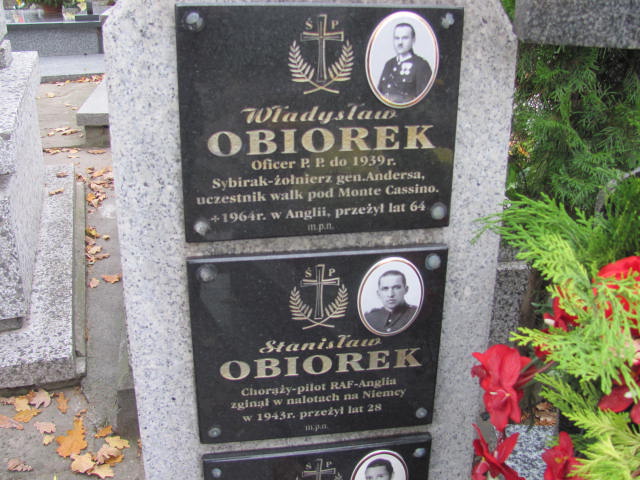 Ś P
Władysław
OBIOREK
Oficer P. P. do 1939 r.
Sybirak-żołnierz gen. Andersa,
uczestnik walk pod Monte Cassino.
+1964r. w Anglii, przeżył lat 64
m.p.n.
Ś P
Stanisław
OBIOREK
Chorąży-pilot RAF-Anglia
zginął w nalotach na Niemcy
w 1943r. przeżył lat 28
m.p.n.
Ś P